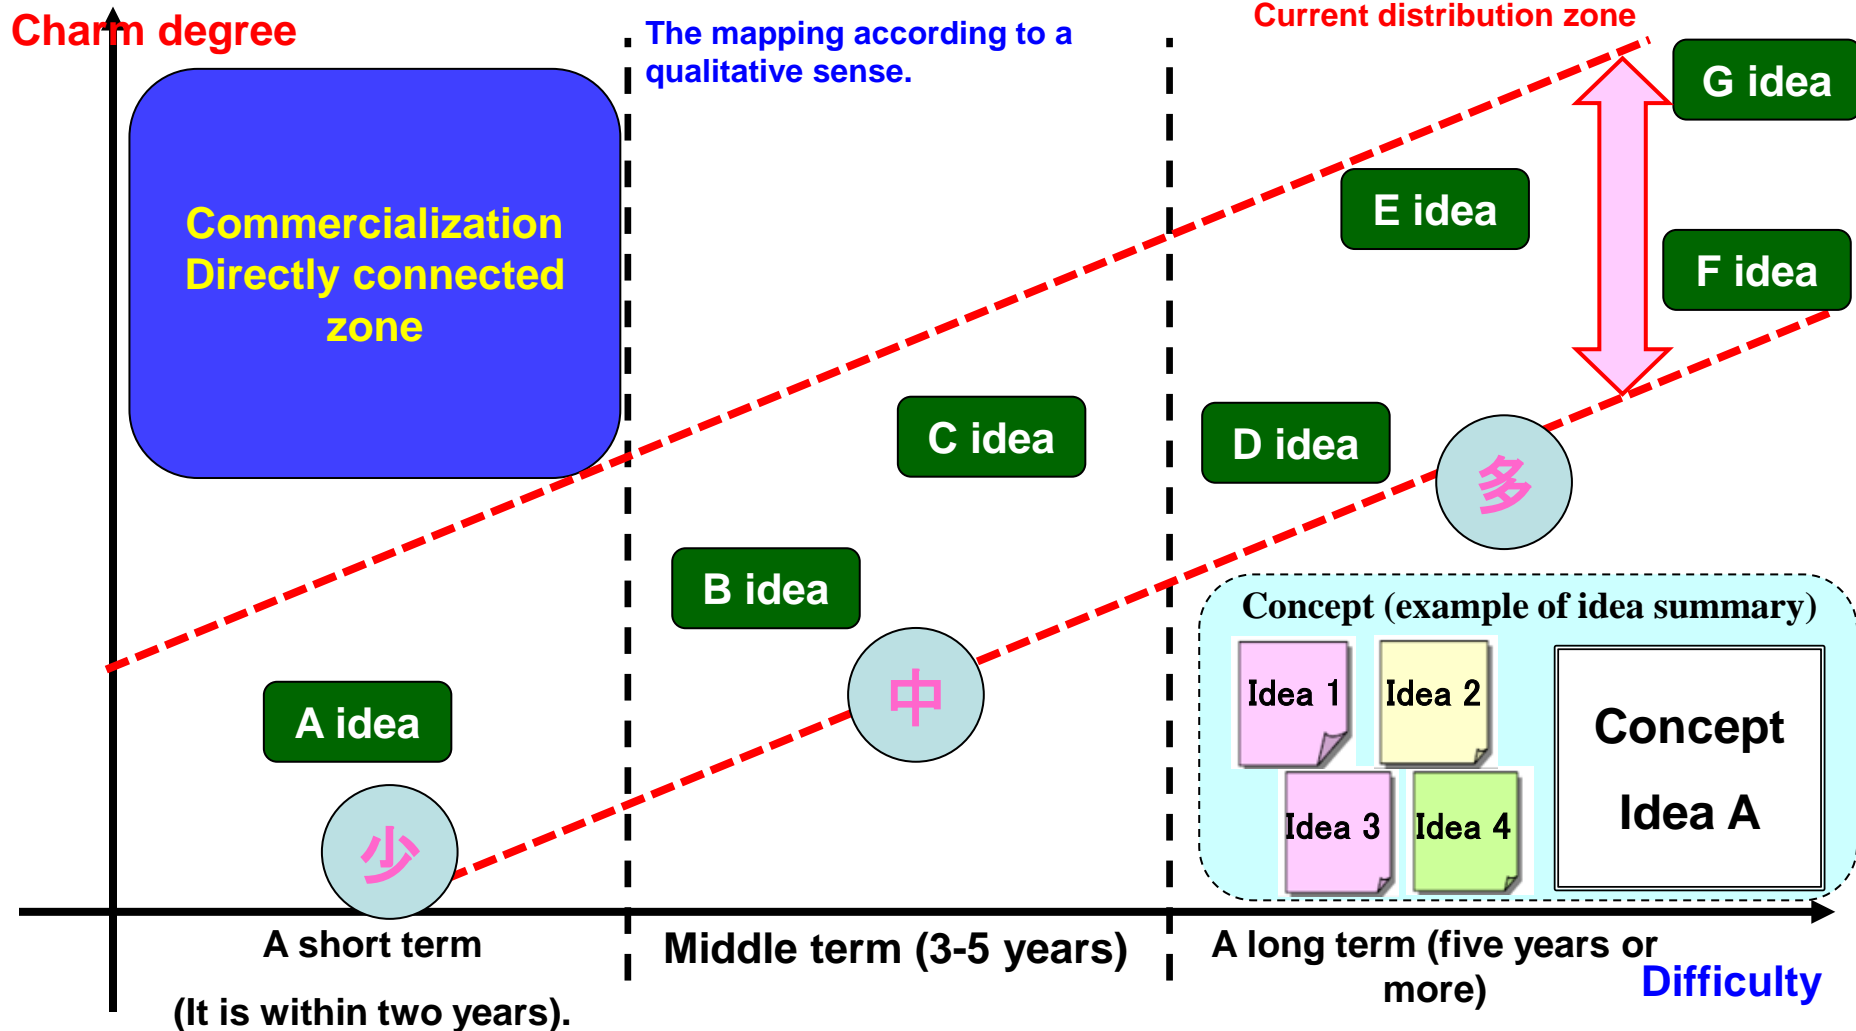 Charm degree
The mapping according to a
qualitative sense.
Current distribution zone
G idea
Commercialization
Directly connected
zone
E idea
F idea
C idea
D idea
多
B idea
中
A idea
少
Concept (example of idea summary)
Idea 1
Idea 2
Idea 3
Idea 4
Concept
Idea A
A short term
(It is within two years).
Middle term (3-5 years)
A long term (five years or
more)
Difficulty